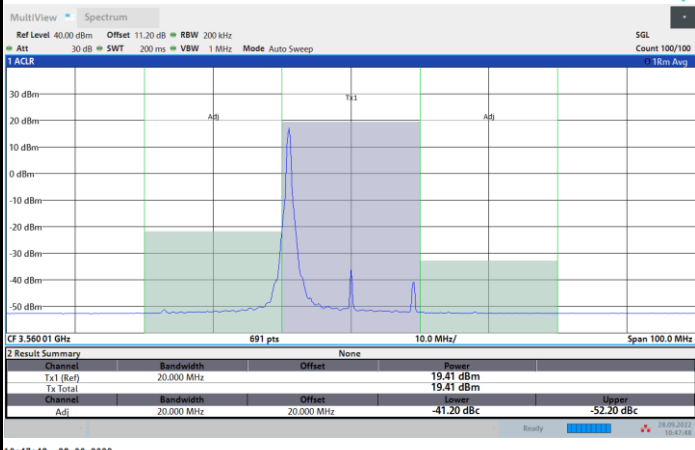 MultiView Spectrum
Ref Level 40.00 dBm Offset 11.20 dB RBW 200 kHz SGL
Att 30 dB SWT 200 ms VBW 1 MHz Mode Auto Sweep Count 100/100
1 ACLR 1Rm Avg
30 dBm
Tx1
20 dBm
Adj Adj
10 dBm
0 dBm
-10 dBm
-20 dBm
-30 dBm
-40 dBm
-50 dBm
CF 3.56001 GHz 691 pts 10.0 MHz/ Span 100.0 MHz
2 Result Summary None
Channel Bandwidth Offset Power
Tx1 (Ref) 20.000 MHz 19.41 dBm
Tx Total 19.41 dBm
Channel Bandwidth Offset Lower Upper
Adj 20.000 MHz 20.000 MHz -41.20 dBc -52.20 dBc
Ready 28.09.2022
10:47:48